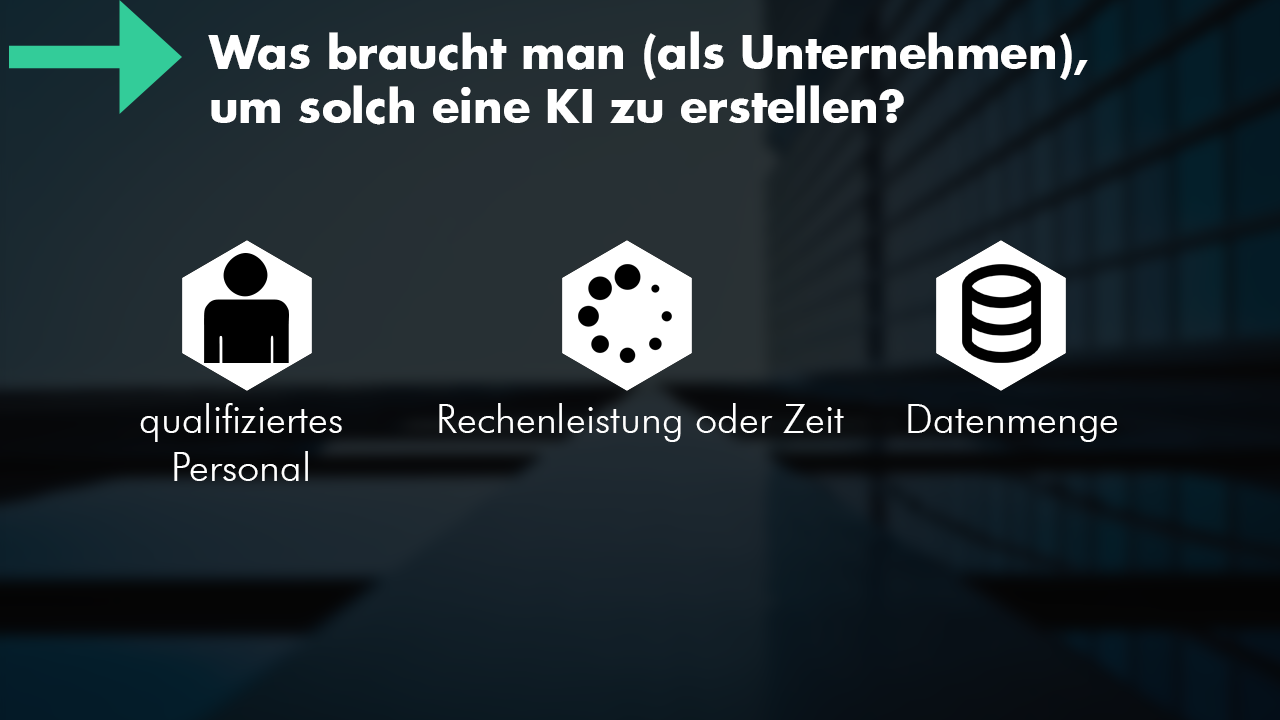 Was braucht man (als Unternehmen),
um solch eine KI zu erstellen?
qualifiziertes
Personal
Rechenleistung oder Zeit
Datenmenge